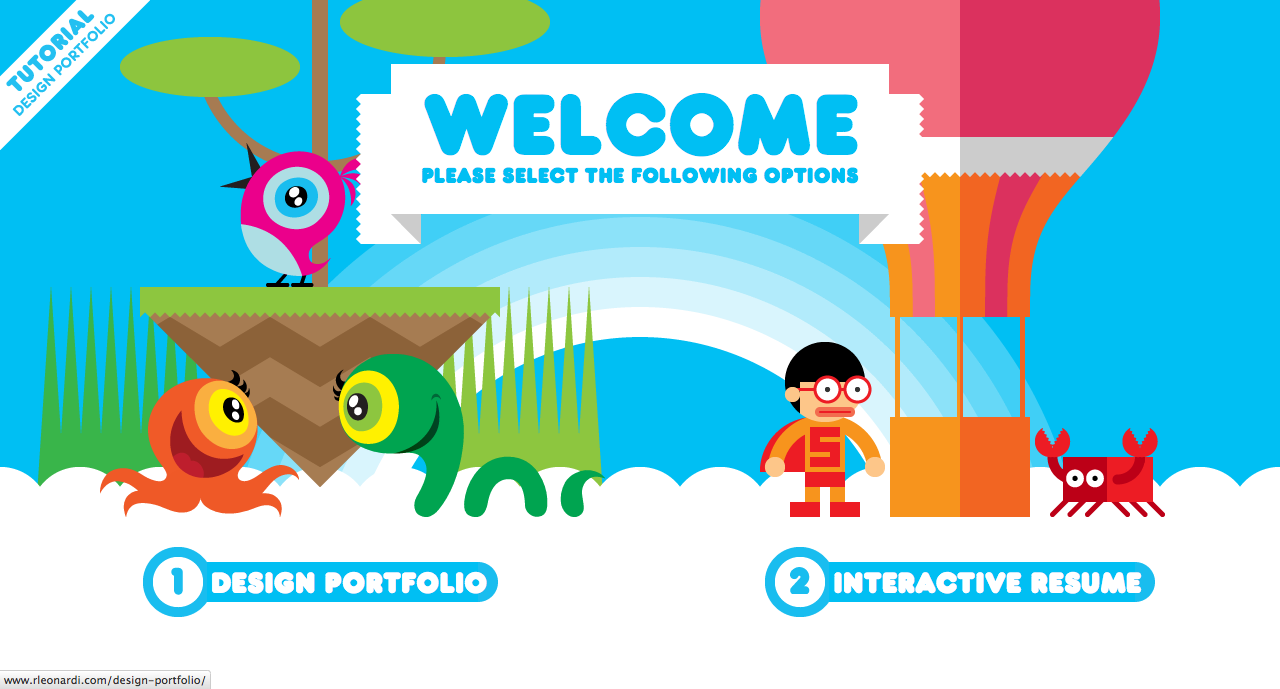 TUTORIAL
DESIGN PORTFOLIO
WELCOME
PLEASE SELECT THE FOLLOWING OPTIONS
S
1 DESIGN PORTFOLIO
2 INTERACTIVE RESUME
www.rleonardi.com/design-portfolio/